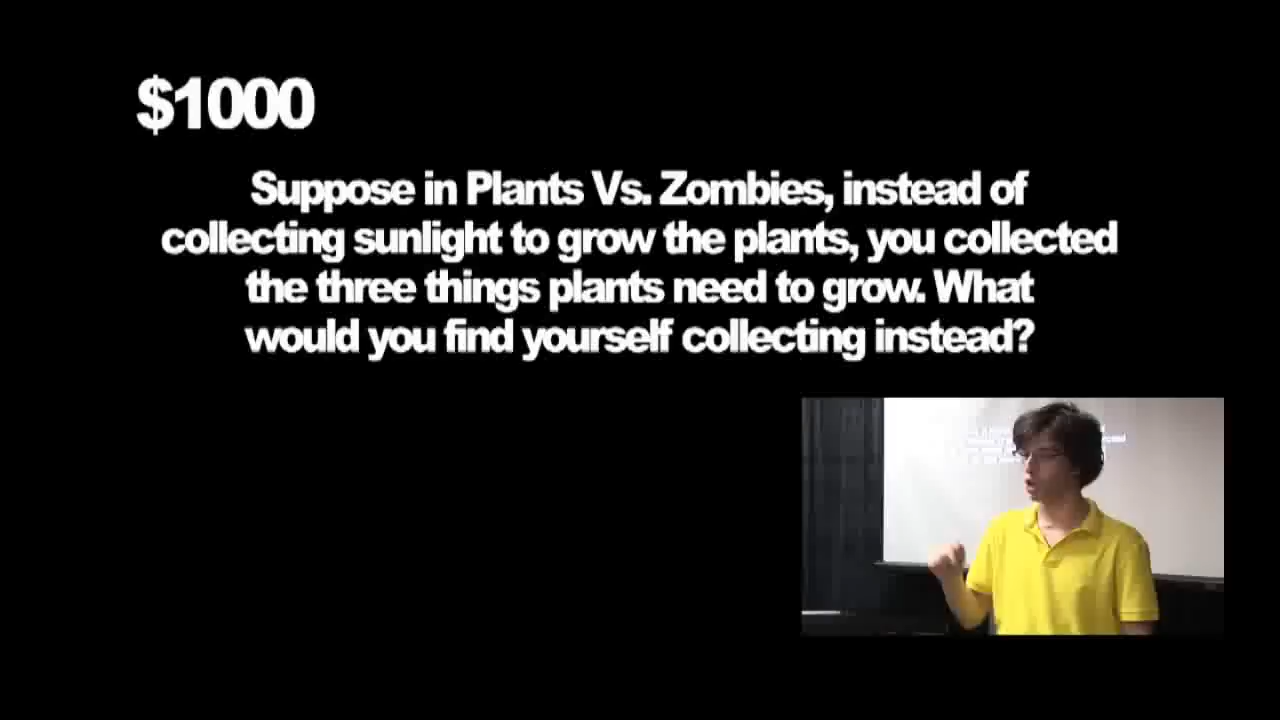 $1000
Suppose in Plants Vs. Zombies, instead of
collecting sunlight to grow the plants, you collected
the three things plants need to grow. What
would you find yourself collecting instead?